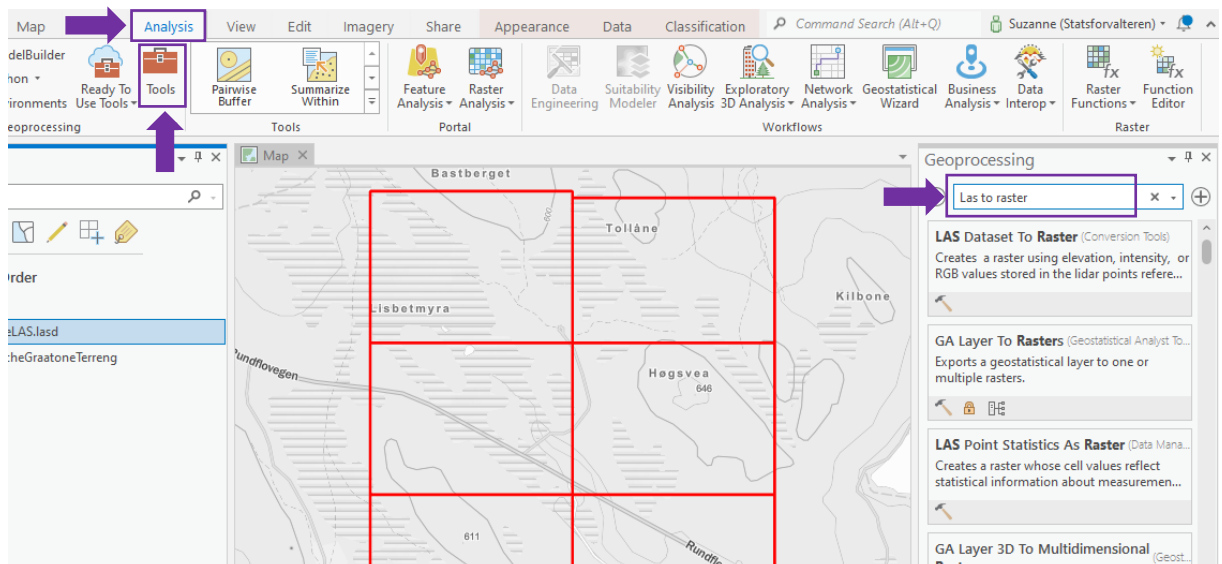 Map Analysis View Edit Imagery Share Appearance Data Classification Command Search (Alt+Q) Suzanne (Statsforvalteren)
delBuilder
hon
ironments
Ready To
Use Tools
Tools
Pairwise
Buffer
Summarize
Within
Feature
Analysis
Raster
Analysis
Data
Engineering
Suitability
Modeler
Visibility
Analysis
Exploratory
3D Analysis
Network
Analysis
Geostatistical
Wizard
Business
Analysis
Data
Interop
Raster
Functions
Function
Editor
eoprocessing Tools Portal Workflows Raster
Map
rder
eLAS.lasd
cheGraatoneTerreng
Bastberget
600
Tollåne
Lisbetmyra
Kilbone
Rundflovegen
Høgsvea
646
611
Rundflo
Geoprocessing
Las to raster
LAS Dataset To Raster (Conversion Tools)
Creates a raster using elevation, intensity, or
RGB values stored in the lidar points refere...
GA Layer To Rasters (Geostatistical Analyst To...
Exports a geostatistical layer to one or
multiple rasters.
LAS Point Statistics As Raster (Data Mana...
Creates a raster whose cell values reflect
statistical information about measuremen...
GA Layer 3D To Multidimensional (Geost...